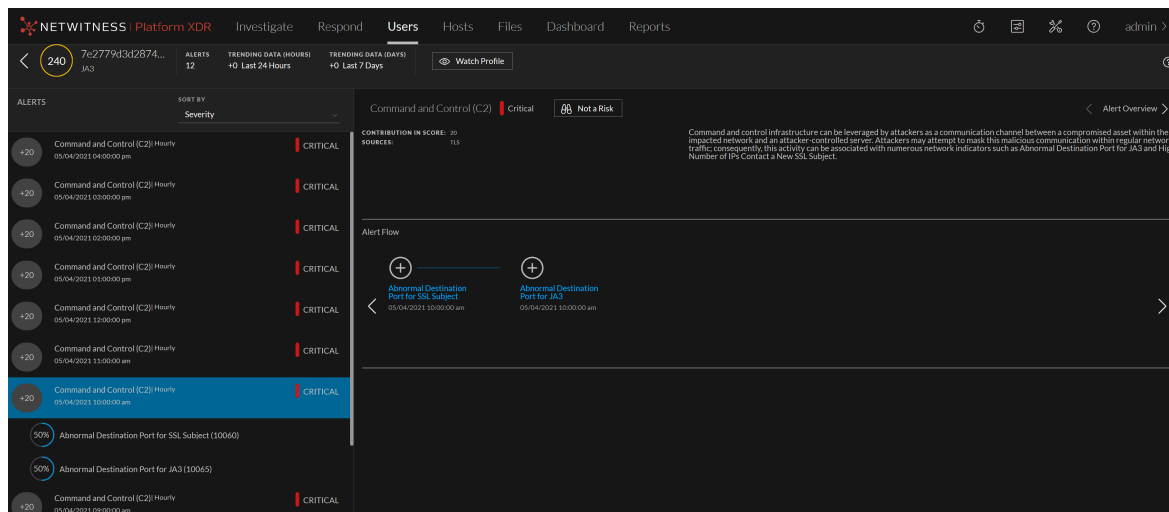 NETWITNESS | Platform XDR Investigate Respond Users Hosts Files Dashboard Reports admin >
240 7e2779d3d2874... JA3 ALERTS 12 TRENDING DATA (HOURS) +0 Last 24 Hours TRENDING DATA (DAYS) +0 Last 7 Days Watch Profile
ALERTS SORT BY
Severity
+20 Command and Control (C2)| Hourly CRITICAL
05/04/2021 04:00:00 pm
+20 Command and Control (C2)| Hourly CRITICAL
05/04/2021 03:00:00 pm
+20 Command and Control (C2)| Hourly CRITICAL
05/04/2021 02:00:00 pm
+20 Command and Control (C2)| Hourly CRITICAL
05/04/2021 01:00:00 pm
+20 Command and Control (C2)| Hourly CRITICAL
05/04/2021 12:00:00 pm
+20 Command and Control (C2)| Hourly CRITICAL
05/04/2021 11:00:00 am
+20 Command and Control (C2)| Hourly CRITICAL
05/04/2021 10:00:00 am
50% Abnormal Destination Port for SSL Subject (10060)
50% Abnormal Destination Port for JA3 (10065)
+20 Command and Control (C2)| Hourly CRITICAL
05/04/2021 09:00:00 am
Command and Control (C2) Critical Not a Risk Alert Overview
CONTRIBUTION IN SCORE: 20
SOURCES: TLS
Command and control infrastructure can be leveraged by attackers as a communication channel between a compromised asset within the
impacted network and an attacker-controlled server. Attackers may attempt to mask this malicious communication within regular networ
traffic; consequently, this activity can be associated with numerous network indicators such as Abnormal Destination Port for JA3 and Hig
Number of IPs Contact a New SSL Subject.
Alert Flow
Abnormal Destination
Port for SSL Subject
05/04/2021 10:00:00 am
Abnormal Destination
Port for JA3
05/04/2021 10:00:00 am